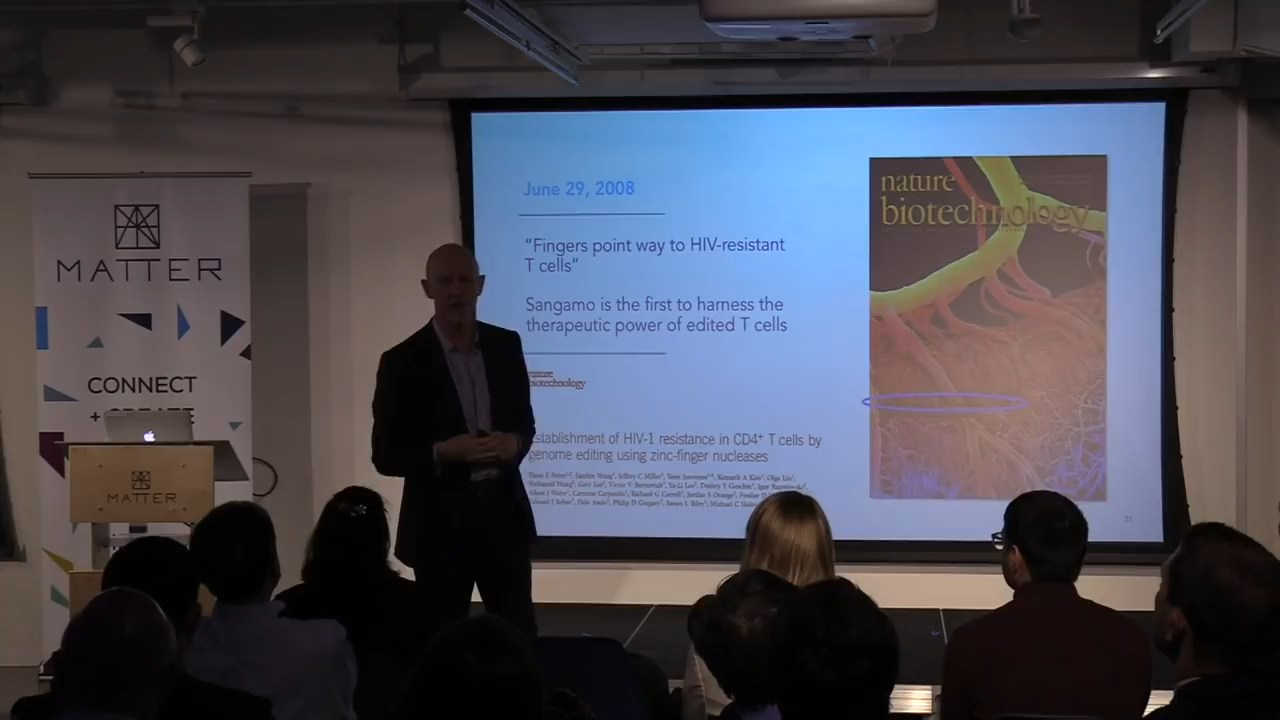 MATTER
CONNECT
+ CREATE
MATTER
June 29, 2008
“Fingers point way to HIV-resistant
T cells”
Sangamo is the first to harness the
therapeutic power of edited T cells
nature
biotechnology
Establishment of HIV-1 resistance in CD4⁺ T cells by
genome editing using zinc-finger nucleases
nature
biotechnology